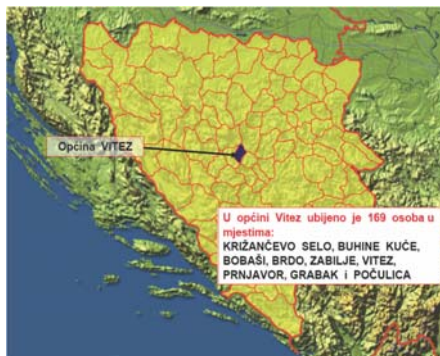 Općina VITEZ
U općini Vitez ubijeno je 169 osoba u
mjestima:
KRIŽANČEVO SELO, BUHINE KUĆE,
BOBAŠI, BRDO, ZABILJE, VITEZ,
PRNJAVOR, GRABAK i POČULICA